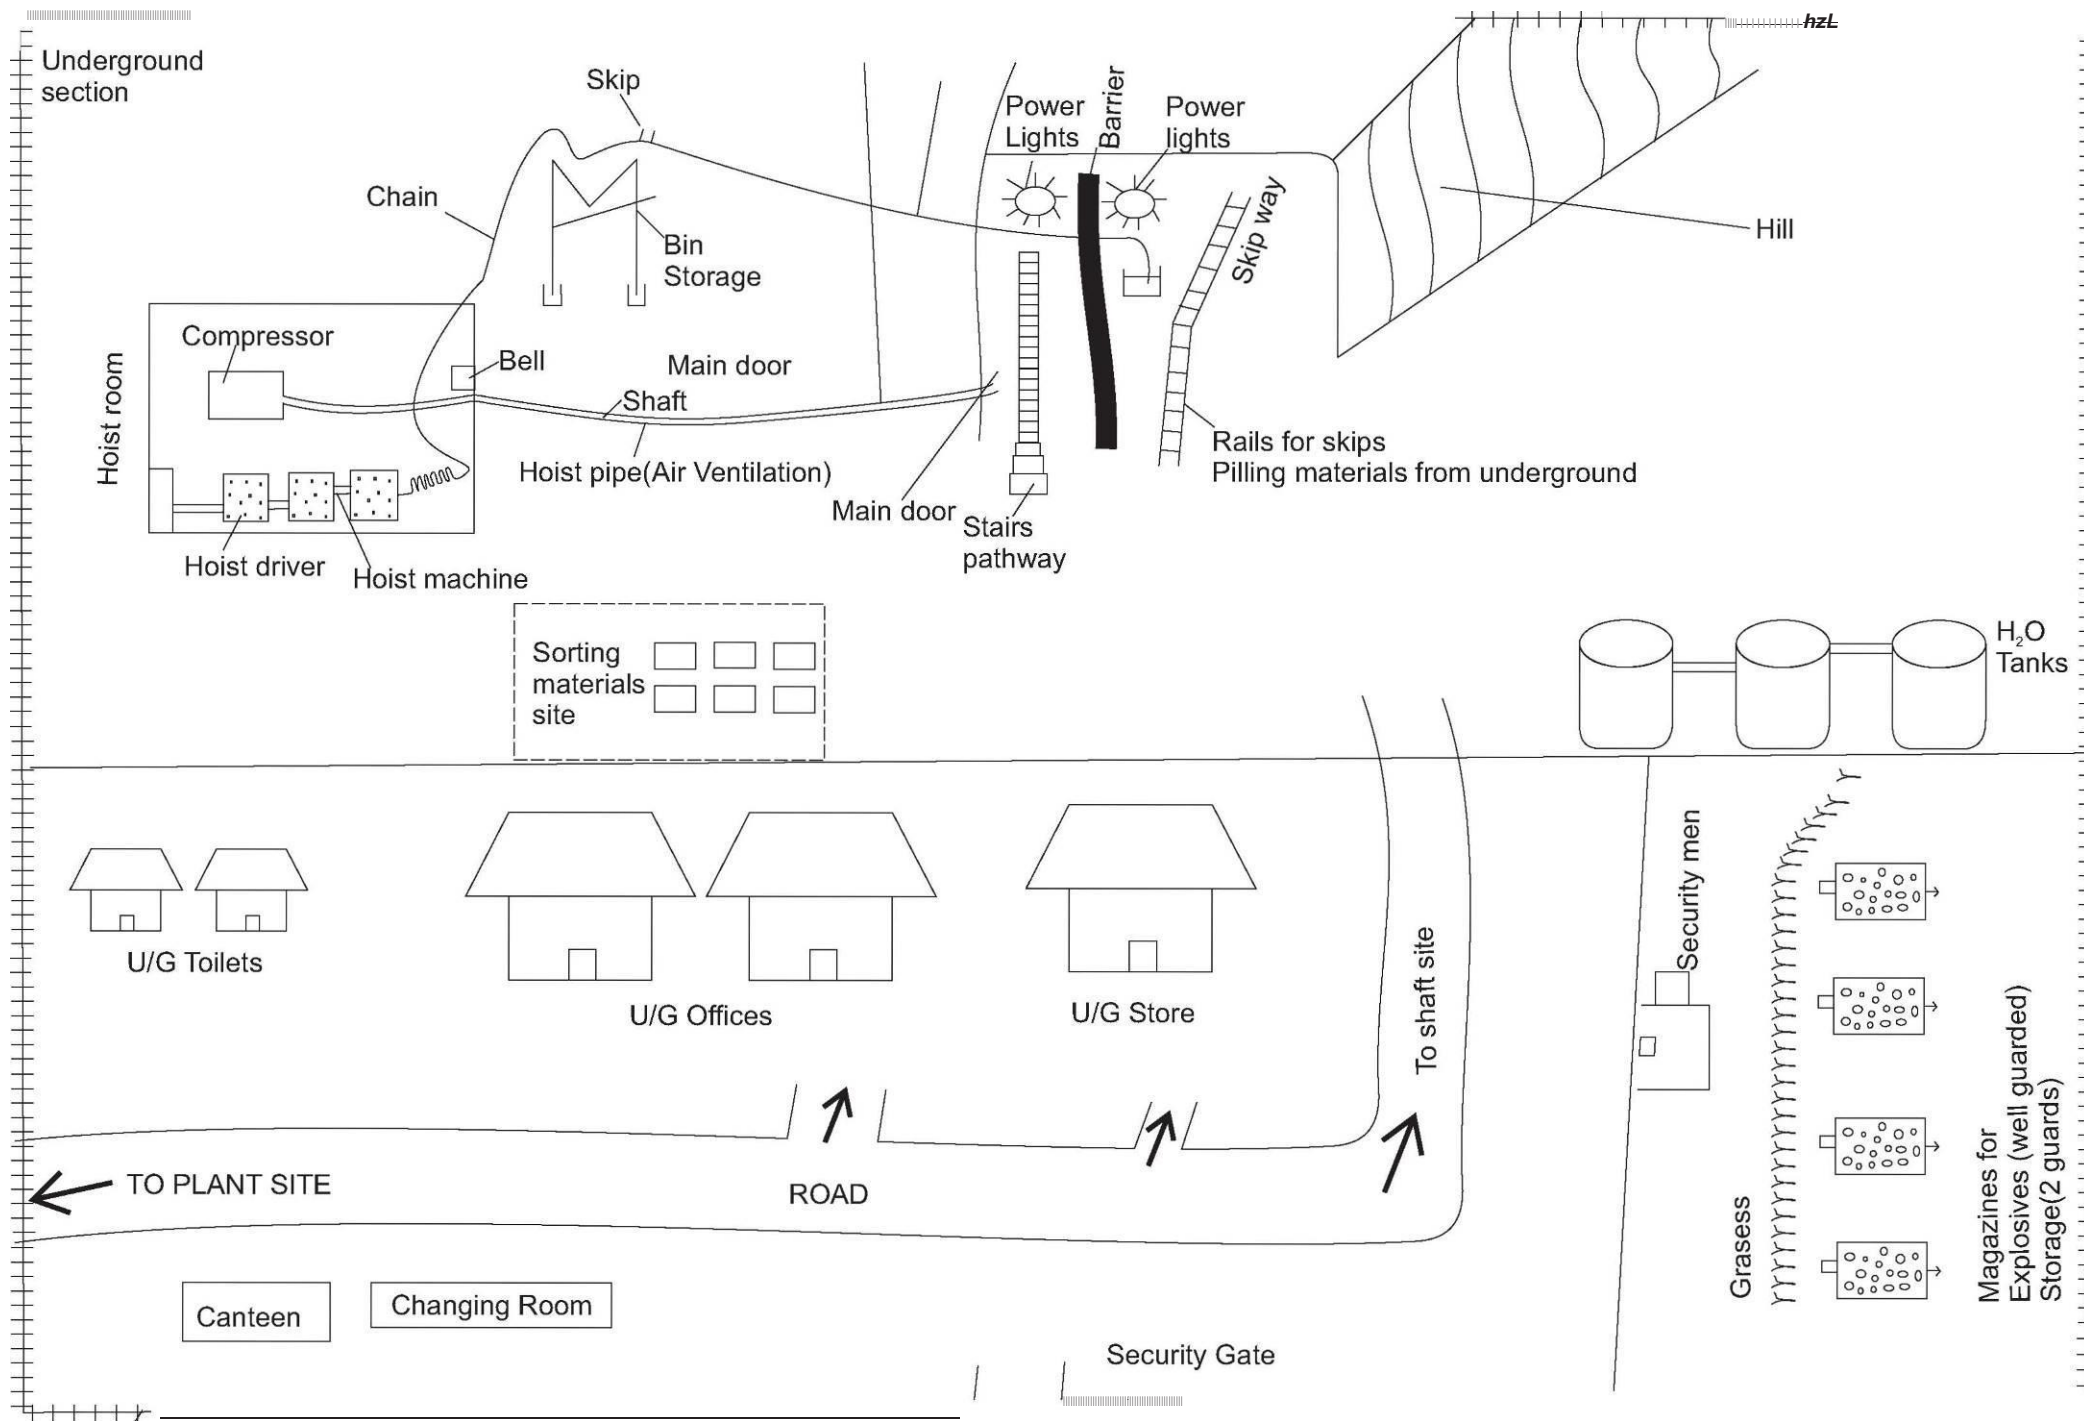 hzL
Underground
section
Skip
Power
Lights
Barrier
Power
lights
Chain
Skip way
Hill
Bin
Storage
Compressor
Bell
Main door
Shaft
Hoist room
Rails for skips
Pilling materials from underground
Hoist pipe(Air Ventilation)
Main door
Stairs
pathway
Hoist driver
Hoist machine
Sorting
materials
site
H2O
Tanks
Security men
U/G Toilets
U/G Offices
U/G Store
To shaft site
Magazines for
Explosives (well guarded)
Storage(2 guards)
Grasess
TO PLANT SITE
ROAD
Canteen
Changing Room
Security Gate